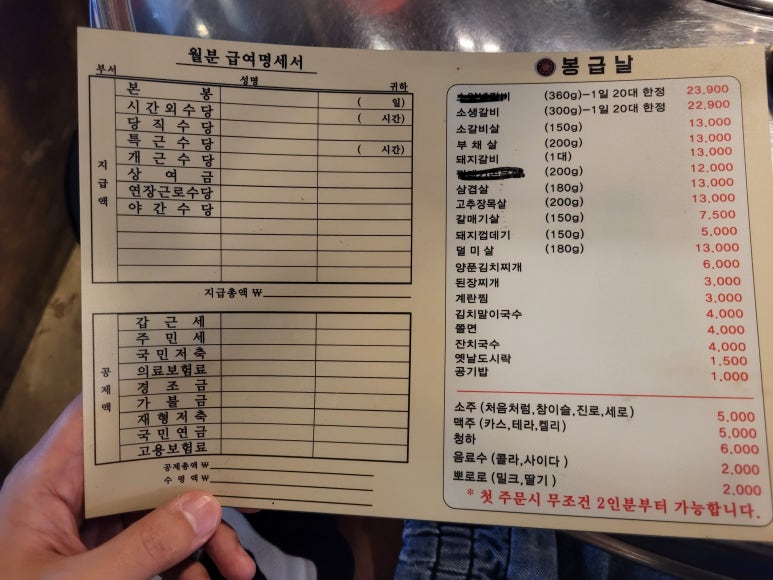 월분 급여명세서
부서
성명
귀하
지급액
본 봉 ( 일)
시간외수당 ( 시간)
당직수당
특근수당 ( 시간)
개근수당
상여금
연장근로수당
야간수당
지급총액 ₩
공제액
갑근세
주민세
국민저축
의료보험료
경조금
가불금
재형저축
국민연금
고용보험료
공제총액 ₩
수령액 ₩
봉급날
(360g)-1일 20대 한정 23.900
소생갈비 (300g)-1일 20대 한정 22.900
소갈비살 (150g) 13.000
부채살 (200g) 13.000
돼지갈비 (1대) 13.000
(200g) 12.000
삼겹살 (180g) 13.000
고추장목살 (200g) 13.000
갈매기살 (150g) 7.500
돼지껍데기 (150g) 5.000
덜미살 (180g) 13.000
양푼김치찌개 6.000
된장찌개 3.000
계란찜 3.000
김치말이국수 4.000
쫄면 4.000
잔치국수 4.000
옛날도시락 1.500
공기밥 1.000
소주 (처음처럼,참이슬,진로,세로) 5.000
맥주 (카스,테라,켈리) 5.000
청하 6.000
음료수 (콜라,사이다 ) 2.000
뽀로로 (밀크,딸기 ) 2.000
* 첫 주문시 무조건 2인분부터 가능합니다.